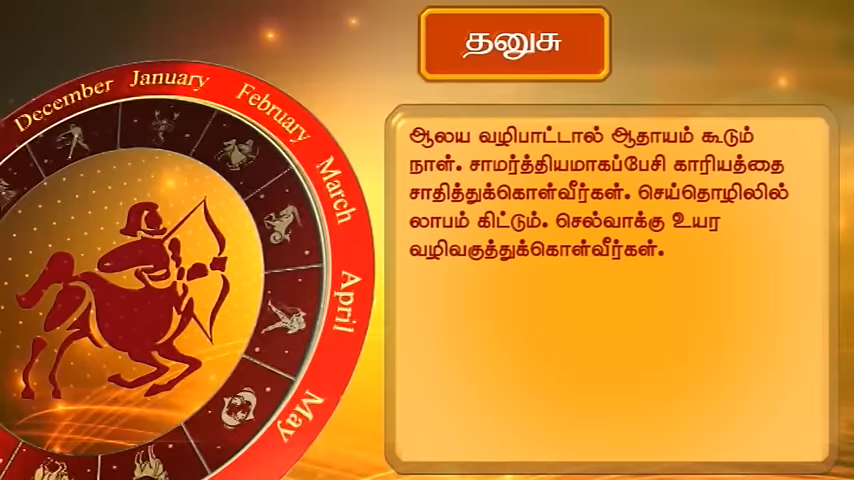 தனுசு
December
January
February
March
April
May
ஆலய வழிபாட்டால் ஆதாயம் கூடும்
நாள். சாமர்த்தியமாகப்பேசி காரியத்தை
சாதித்துக்கொள்வீர்கள். செய்தொழிலில்
லாபம் கிட்டும். செல்வாக்கு உயர
வழிவகுத்துக்கொள்வீர்கள்.